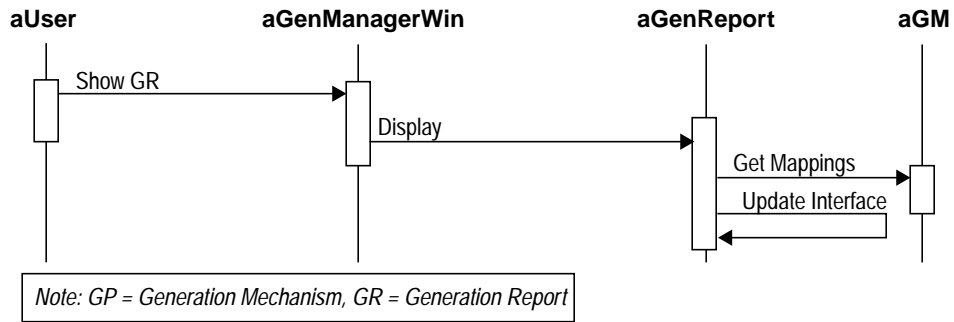 aUser aGenManagerWin aGenReport aGM
Show GR
Display
Get Mappings
Update Interface
Note: GP = Generation Mechanism, GR = Generation Report